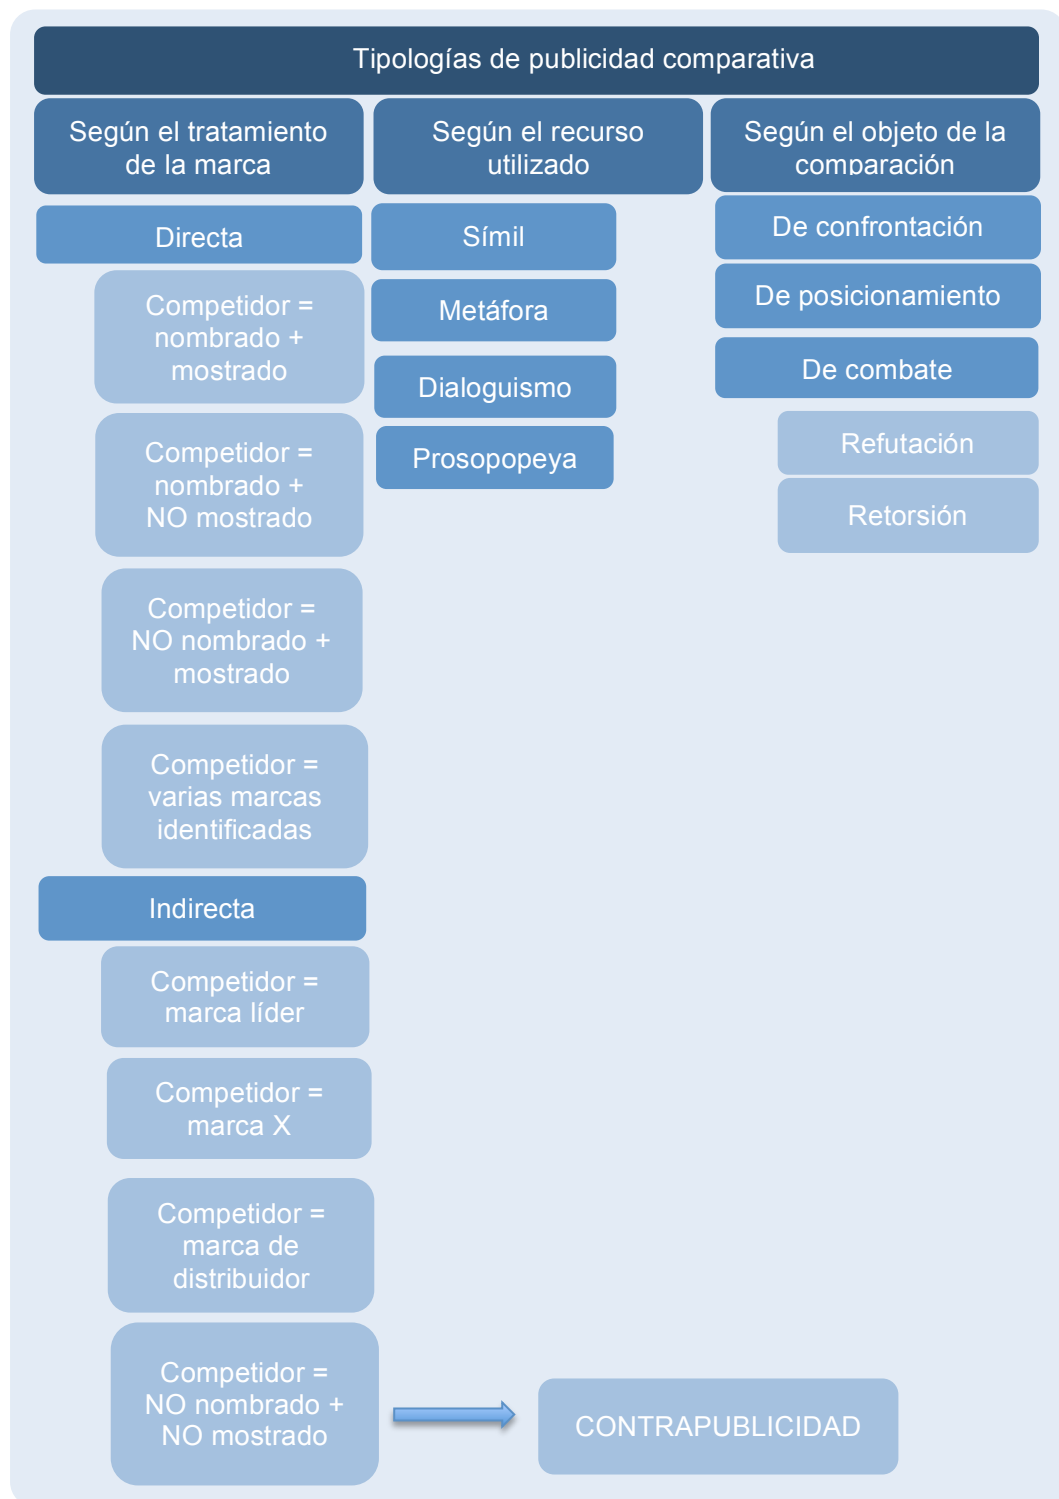 Tipologías de publicidad comparativa
Según el tratamiento
de la marca
Según el recurso
utilizado
Según el objeto de la
comparación
Directa
Competidor =
nombrado +
mostrado
Competidor =
nombrado +
NO mostrado
Competidor =
NO nombrado +
mostrado
Competidor =
varias marcas
identificadas
Indirecta
Competidor =
marca líder
Competidor =
marca X
Competidor =
marca de
distribuidor
Competidor =
NO nombrado +
NO mostrado
CONTRAPUBLICIDAD
Símil
Metáfora
Dialoguismo
Prosopopeya
De confrontación
De posicionamiento
De combate
Refutación
Retorsión